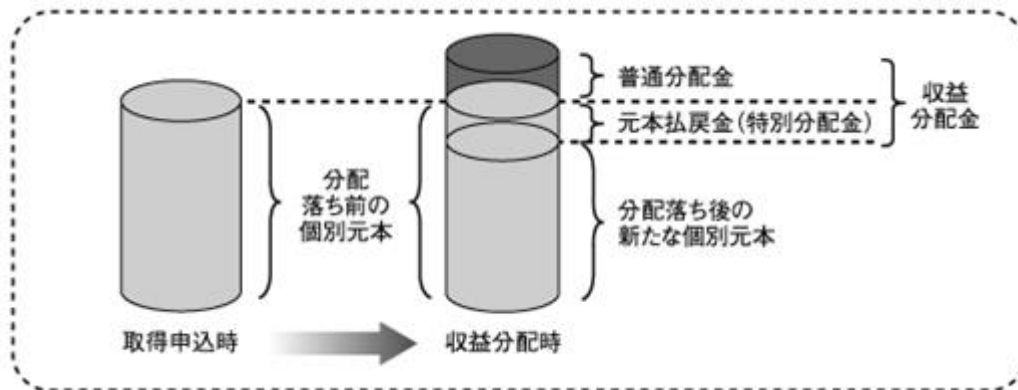 普通分配金
収益
分配金
元本払戻金(特別分配金)
分配
落ち前の
個別元本
分配落ち後の
新たな個別元本
取得申込時
収益分配時